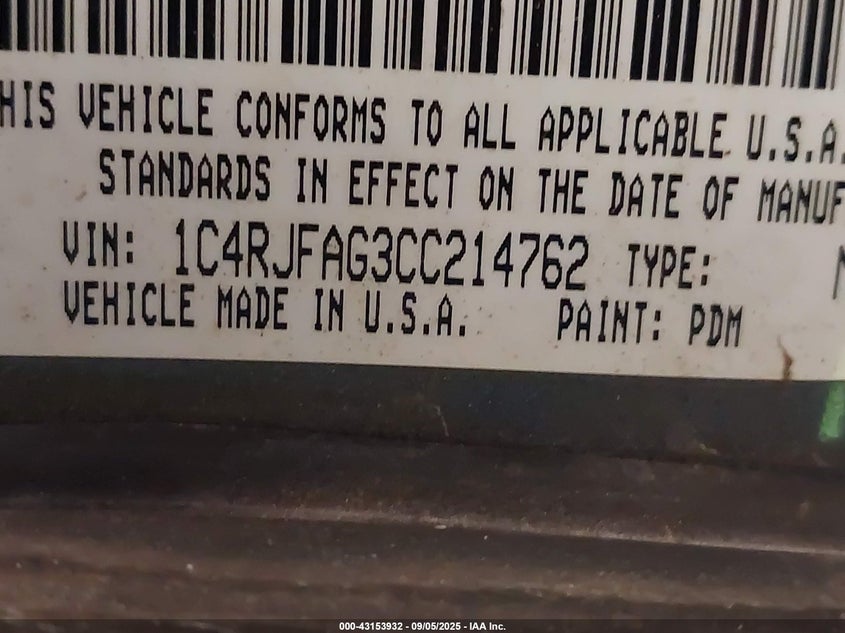 HIS VEHICLE CONFORMS TO ALL APPLICABLE U.S.A.
STANDARDS IN EFFECT ON THE DATE OF MANUF
VIN: 1C4RJFAG3CC214762 TYPE:
VEHICLE MADE IN U.S.A. PAINT: PDM
000-43153932 - 09/05/2025 - IAA Inc.